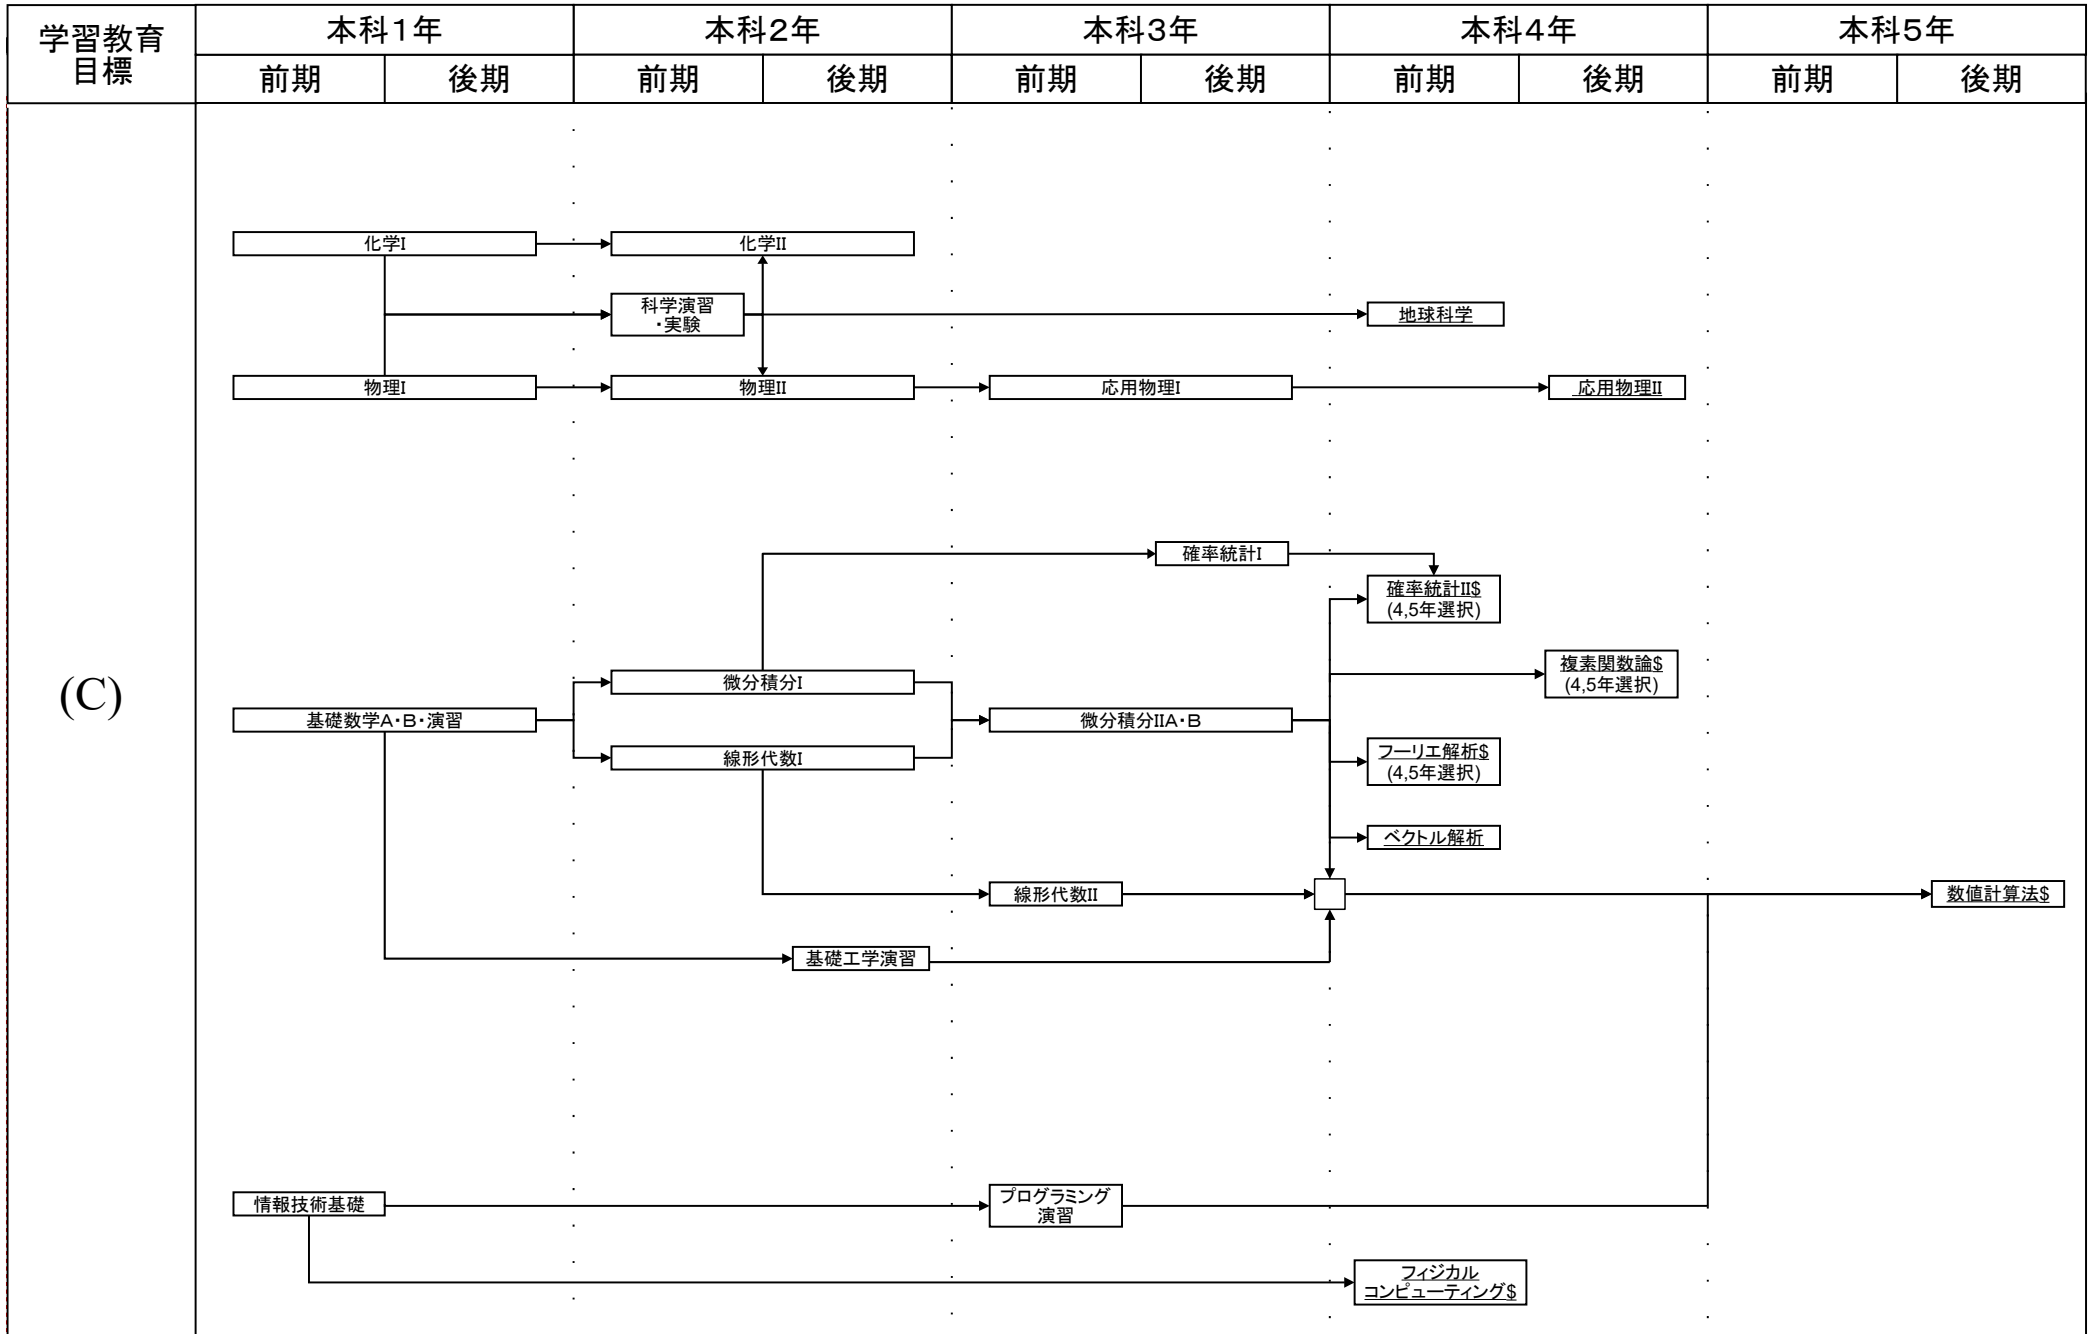 学習教育
目標
本科1年
本科2年
本科3年
本科4年
本科5年
前期
後期
前期
後期
前期
後期
前期
後期
前期
後期
(C)
化学I
化学II
科学演習
・実験
地球科学
物理I
物理II
応用物理I
応用物理II
確率統計I
確率統計II$
(4,5年選択)
複素関数論$
(4,5年選択)
微分積分I
基礎数学A・B・演習
微分積分IIA・B
線形代数I
フーリエ解析$
(4,5年選択)
ベクトル解析
線形代数II
数値計算法$
基礎工学演習
情報技術基礎
プログラミング
演習
フィジカル
コンピューティング$